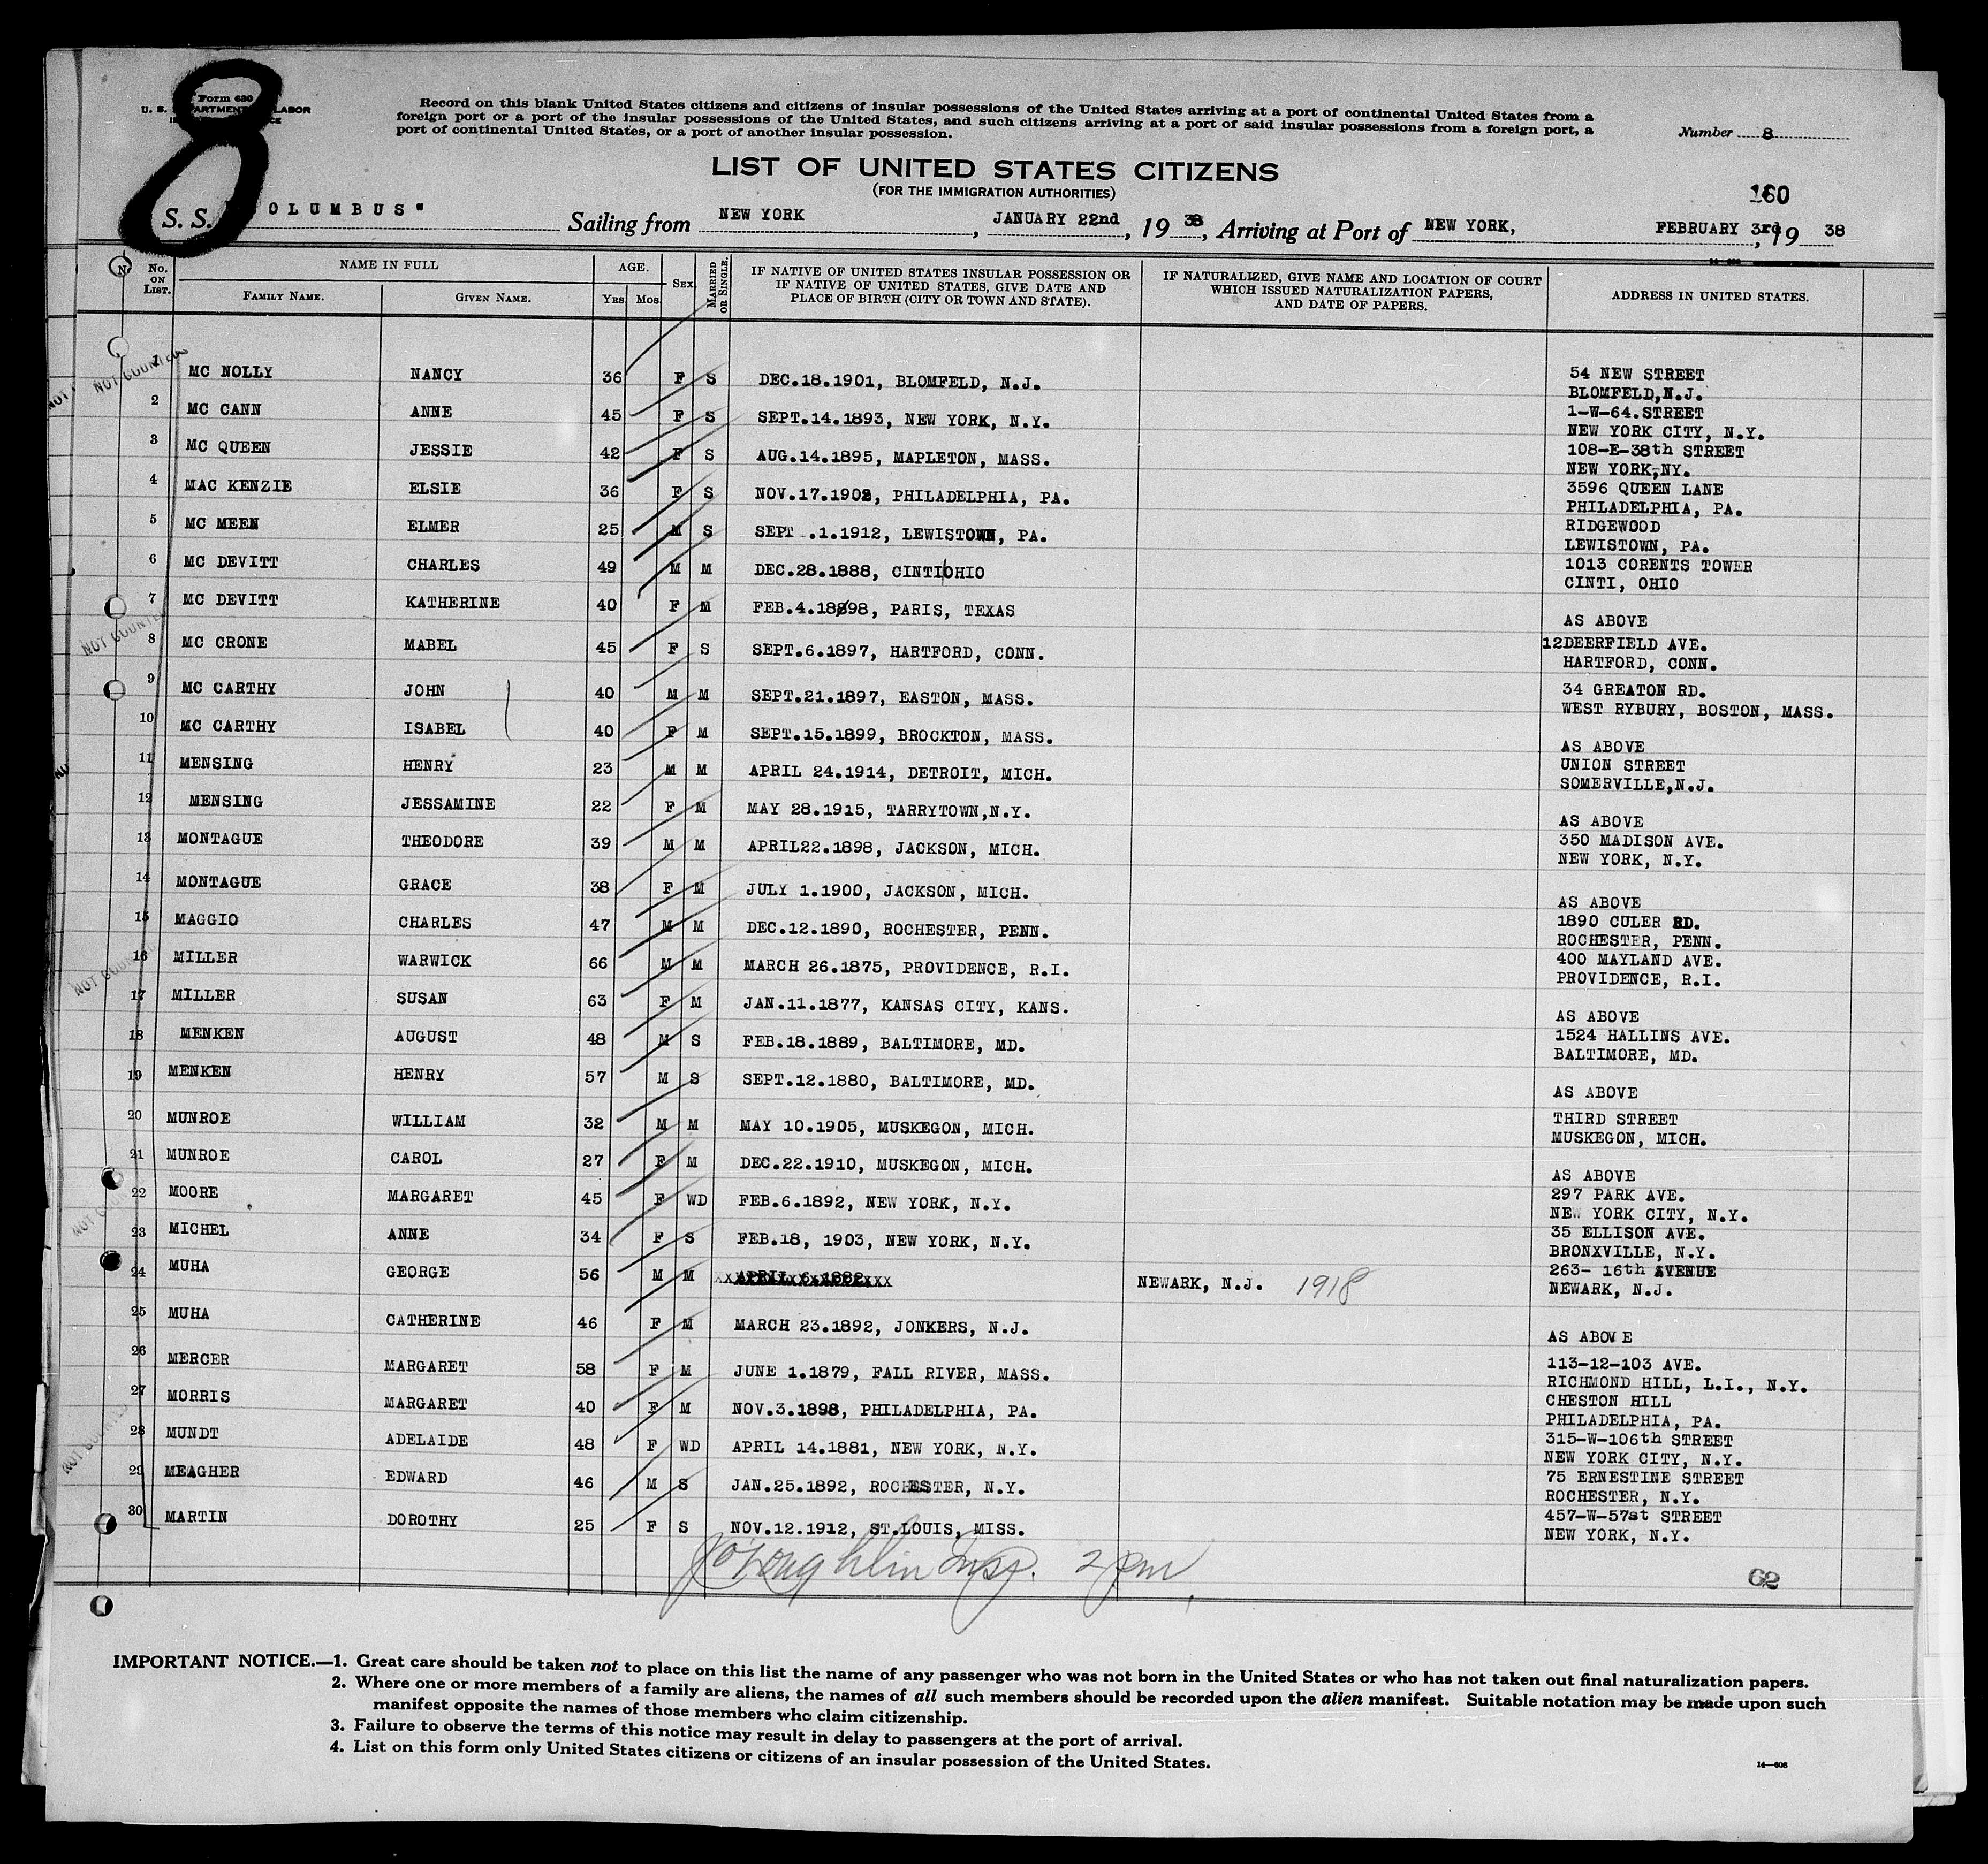 8
Form 630
U. S. DEPARTMENT LABOR
Record on this blank United States citizens and citizens of insular possessions of the United States arriving at a port of continental United States from a
foreign port or a port of the insular possessions of the United States, and such citizens arriving at a port of said insular possessions from a foreign port, a
port of continental United States, or a port of another insular possession.
Number 8
LIST OF UNITED STATES CITIZENS
(FOR THE IMMIGRATION AUTHORITIES)
160
S. S. OLUMBUS" Sailing from NEW YORK, JANUARY 22nd, 1938, Arriving at Port of NEW YORK, FEBRUARY 3rd, 19 38
No. ON LIST. NAME IN FULL FAMILY NAME. GIVEN NAME. AGE. Yrs Mos SEX MARRIED OR SINGLE. IF NATIVE OF UNITED STATES INSULAR POSSESSION OR IF NATIVE OF UNITED STATES, GIVE DATE AND PLACE OF BIRTH (CITY OR TOWN AND STATE). IF NATURALIZED, GIVE NAME AND LOCATION OF COURT WHICH ISSUED NATURALIZATION PAPERS, AND DATE OF PAPERS. ADDRESS IN UNITED STATES.
NOT COUNTED
1 MC NOLLY NANCY 36 F S DEC.18.1901, BLOMFELD, N.J. 54 NEW STREET
BLOMFELD,N.J.
2 MC CANN ANNE 45 F S SEPT.14.1893, NEW YORK, N.Y. 1-W-64.STREET
NEW YORK CITY, N.Y.
3 MC QUEEN JESSIE 42 F S AUG.14.1895, MAPLETON, MASS. 108-E-38th STREET
NEW YORK,NY.
4 MAC KENZIE ELSIE 36 F S NOV.17.1902, PHILADELPHIA, PA. 3596 QUEEN LANE
PHILADELPHIA, PA.
5 MC MEEN ELMER 25 M S SEPT .1.1912, LEWISTOWN, PA. RIDGEWOOD
LEWISTOWN, PA.
6 MC DEVITT CHARLES 49 M M DEC.28.1888, CINTI OHIO 1013 CORENTS TOWER
CINTI, OHIO
7 MC DEVITT KATHERINE 40 F M FEB.4.18898, PARIS, TEXAS AS ABOVE
NOT COUNTED
8 MC CRONE MABEL 45 F S SEPT.6.1897, HARTFORD, CONN. 12DEERFIELD AVE.
HARTFORD, CONN.
9 MC CARTHY JOHN 40 M M SEPT.21.1897, EASTON, MASS. 34 GREATON RD.
WEST RYBURY, BOSTON, MASS.
10 MC CARTHY ISABEL 40 F M SEPT.15.1899, BROCKTON, MASS. AS ABOVE
11 MENSING HENRY 23 M M APRIL 24.1914, DETROIT, MICH. UNION STREET
SOMERVILLE,N.J.
12 MENSING JESSAMINE 22 F M MAY 28.1915, TARRYTOWN,N.Y. AS ABOVE
13 MONTAGUE THEODORE 39 M M APRIL22.1898, JACKSON, MICH. 350 MADISON AVE.
NEW YORK, N.Y.
14 MONTAGUE GRACE 38 F M JULY 1.1900, JACKSON, MICH. AS ABOVE
15 MAGGIO CHARLES 47 M M DEC.12.1890, ROCHESTER, PENN. 1890 CULER RD.
ROCHESTER, PENN.
NOT COUNTED
16 MILLER WARWICK 66 M M MARCH 26.1875, PROVIDENCE, R.I. 400 MAYLAND AVE.
PROVIDENCE, R.I.
17 MILLER SUSAN 63 F M JAN.11.1877, KANSAS CITY, KANS. AS ABOVE
18 MENKEN AUGUST 48 M S FEB.18.1889, BALTIMORE, MD. 1524 HALLINS AVE.
BALTIMORE, MD.
19 MENKEN HENRY 57 M S SEPT.12.1880, BALTIMORE, MD. AS ABOVE
20 MUNROE WILLIAM 32 M M MAY 10.1905, MUSKEGON, MICH. THIRD STREET
MUSKEGON, MICH.
21 MUNROE CAROL 27 F M DEC.22.1910, MUSKEGON, MICH. AS ABOVE
22 MOORE MARGARET 45 F WD FEB.6.1892, NEW YORK, N.Y. 297 PARK AVE.
NEW YORK CITY, N.Y.
23 MICHEL ANNE 34 F S FEB.18, 1903, NEW YORK, N.Y. 35 ELLISON AVE.
BRONXVILLE, N.Y.
24 MUHA GEORGE 56 M M APRIL 6.1882 NEWARK, N.J. 1918 263- 16th AVENUE
NEWARK, N.J.
25 MUHA CATHERINE 46 F M MARCH 23.1892, JONKERS, N.J. AS ABOVE
26 MERCER MARGARET 58 F M JUNE 1.1879, FALL RIVER, MASS. 113-12-103 AVE.
RICHMOND HILL, L.I., N.Y.
27 MORRIS MARGARET 40 F M NOV.3.1898, PHILADELPHIA, PA. CHESTON HILL
PHILADELPHIA, PA.
28 MUNDT ADELAIDE 48 F WD APRIL 14.1881, NEW YORK, N.Y. 315-W-106th STREET
NEW YORK CITY, N.Y.
29 MEAGHER EDWARD 46 M S JAN.25.1892, ROCHESTER, N.Y. 75 ERNESTINE STREET
ROCHESTER, N.Y.
30 MARTIN DOROTHY 25 F S NOV.12.1912, ST.LOUIS, MISS. 457-W-57st STREET
NEW YORK, N.Y.
O'Loughlin Insp. 2 pm
62
IMPORTANT NOTICE.—1. Great care should be taken not to place on this list the name of any passenger who was not born in the United States or who has not taken out final naturalization papers.
2. Where one or more members of a family are aliens, the names of all such members should be recorded upon the alien manifest. Suitable notation may be made upon such
manifest opposite the names of those members who claim citizenship.
3. Failure to observe the terms of this notice may result in delay to passengers at the port of arrival.
4. List on this form only United States citizens or citizens of an insular possession of the United States.
14—608